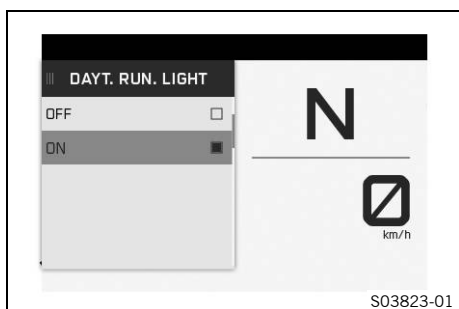 DAYT. RUN. LIGHT
OFF
ON
N
0
km/h
S03823-01